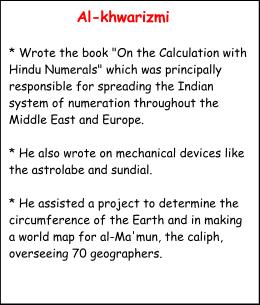 Al-khwarizmi
* Wrote the book "On the Calculation with
Hindu Numerals" which was principally
responsible for spreading the Indian
system of numeration throughout the
Middle East and Europe.
* He also wrote on mechanical devices like
the astrolabe and sundial.
* He assisted a project to determine the
circumference of the Earth and in making
a world map for al-Ma'mun, the caliph,
overseeing 70 geographers.